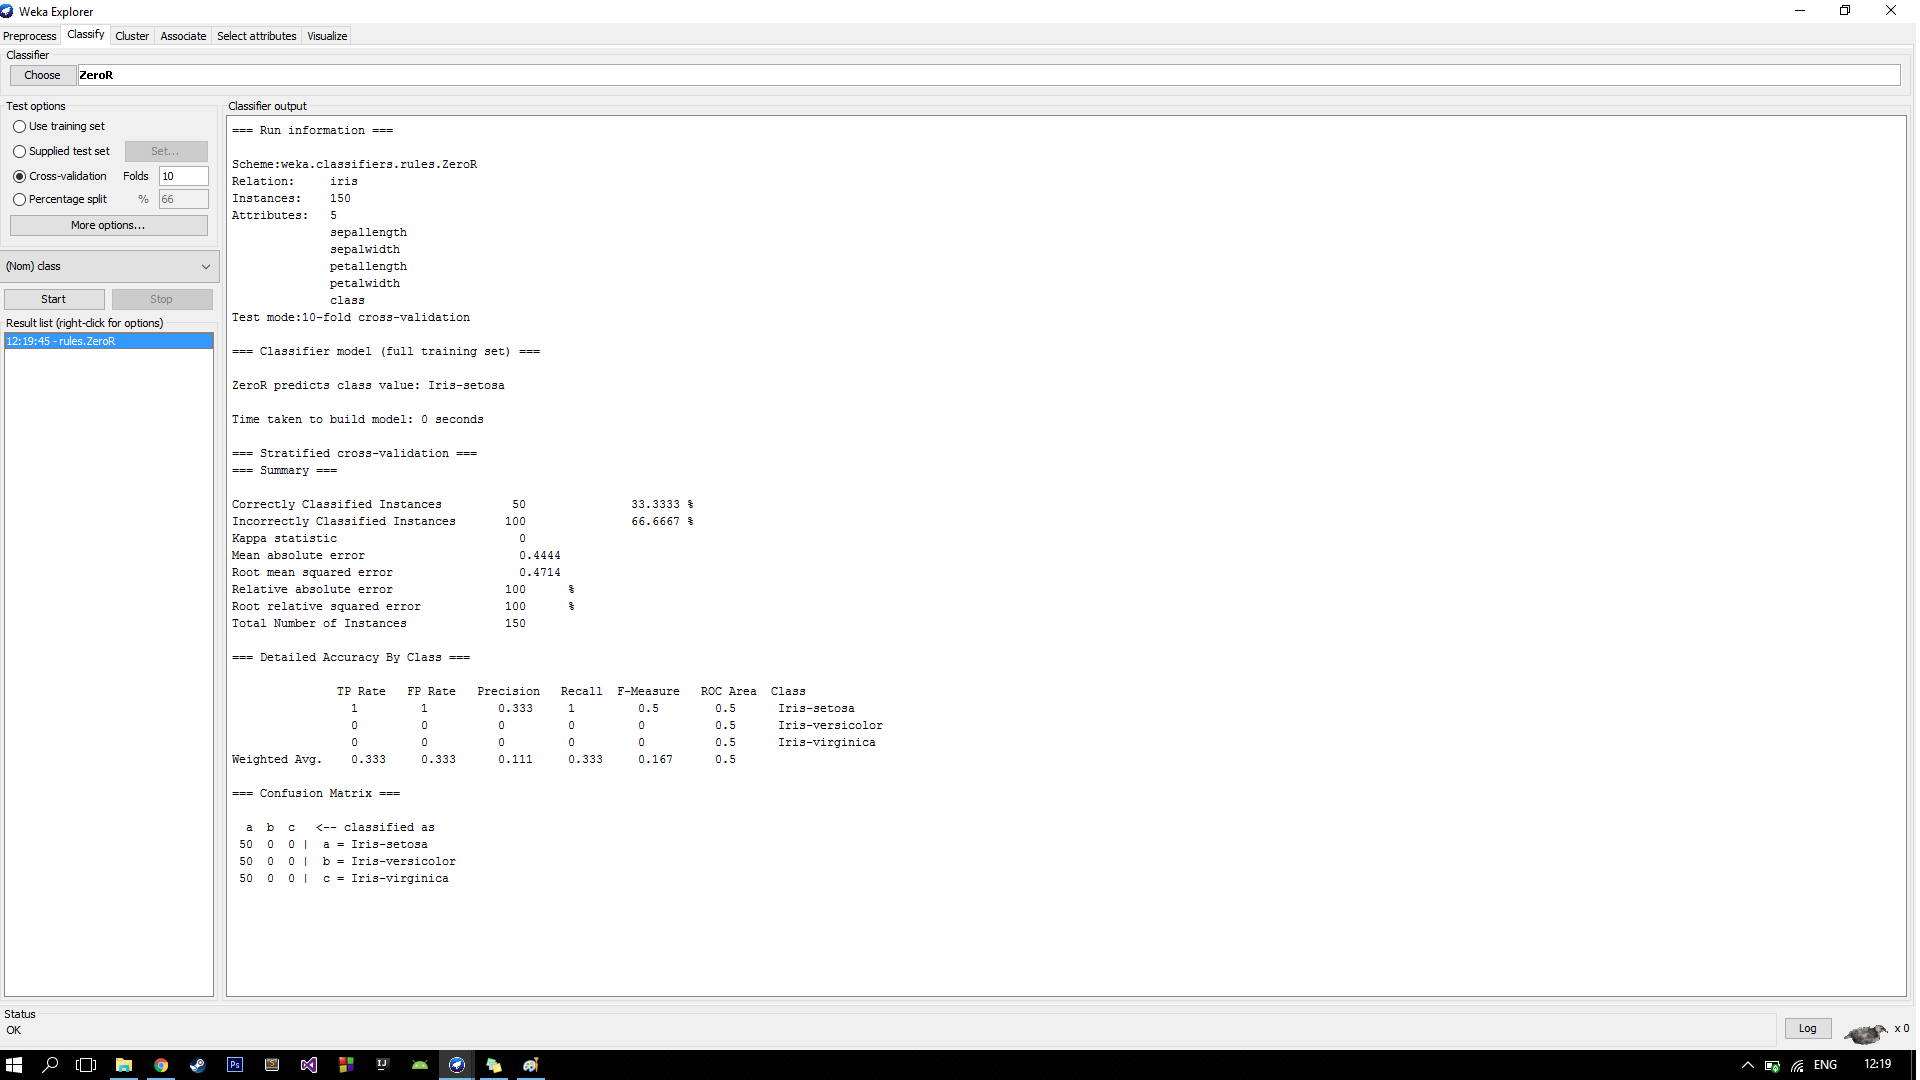 Weka Explorer
Preprocess Classify Cluster Associate Select attributes Visualize
Classifier
Choose ZeroR
Test options
Use training set
Supplied test set Set...
Cross-validation Folds 10
Percentage split % 66
More options...
(Nom) class
Start Stop
Result list (right-click for options)
12:19:45 - rules.ZeroR
Classifier output
=== Run information ===
Scheme:weka.classifiers.rules.ZeroR
Relation: iris
Instances: 150
Attributes: 5
sepallength
sepalwidth
petallength
petalwidth
class
Test mode:10-fold cross-validation
=== Classifier model (full training set) ===
ZeroR predicts class value: Iris-setosa
Time taken to build model: 0 seconds
=== Stratified cross-validation ===
=== Summary ===
Correctly Classified Instances 50 33.3333 %
Incorrectly Classified Instances 100 66.6667 %
Kappa statistic 0
Mean absolute error 0.4444
Root mean squared error 0.4714
Relative absolute error 100 %
Root relative squared error 100 %
Total Number of Instances 150
=== Detailed Accuracy By Class ===
TP Rate FP Rate Precision Recall F-Measure ROC Area Class
1 1 0.333 1 0.5 0.5 Iris-setosa
0 0 0 0 0 0.5 Iris-versicolor
0 0 0 0 0 0.5 Iris-virginica
Weighted Avg. 0.333 0.333 0.111 0.333 0.167 0.5
=== Confusion Matrix ===
a b c <-- classified as
50 0 0 | a = Iris-setosa
50 0 0 | b = Iris-versicolor
50 0 0 | c = Iris-virginica
Status
OK
Log x 0
Ps IJ ENG 12:19